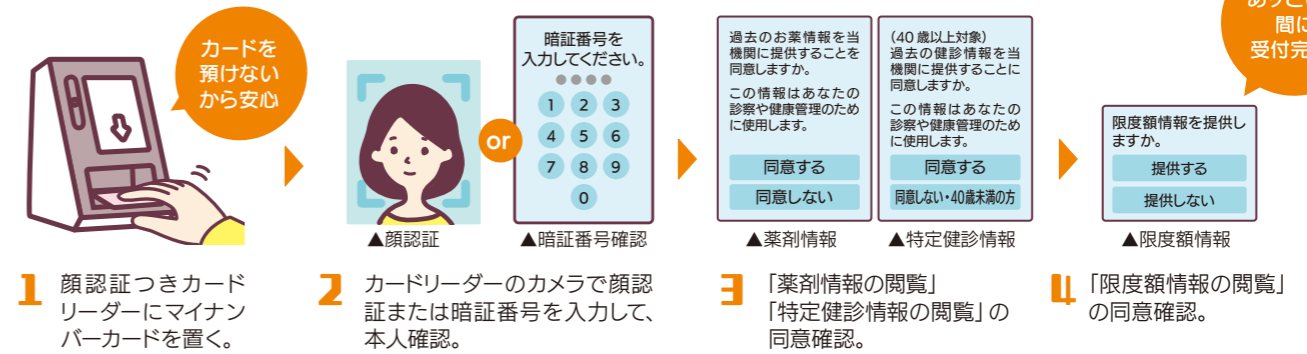 カードを
預けない
から安心
1 顔認証つきカード
リーダーにマイナン
バーカードを置く。
or
▲顔認証
暗証番号を
入力してください。
1 2 3
4 5 6
7 8 9
0
▲暗証番号確認
2 カードリーダーのカメラで顔認
証または暗証番号を入力して、
本人確認。
過去のお薬情報を当
機関に提供することを
同意しますか。
この情報はあなたの
診察や健康管理のため
に使用します。
同意する
同意しない
▲薬剤情報
(40歳以上対象)
過去の健診情報を当
機関に提供することに
同意しますか。
この情報はあなたの
診察や健康管理のため
に使用します。
同意する
同意しない・40歳未満の方
▲特定健診情報
3 「薬剤情報の閲覧」
「特定健診情報の閲覧」の
同意確認。
間に
受付完
限度額情報を提供し
ますか。
提供する
提供しない
▲限度額情報
4 「限度額情報の閲覧」
の同意確認。